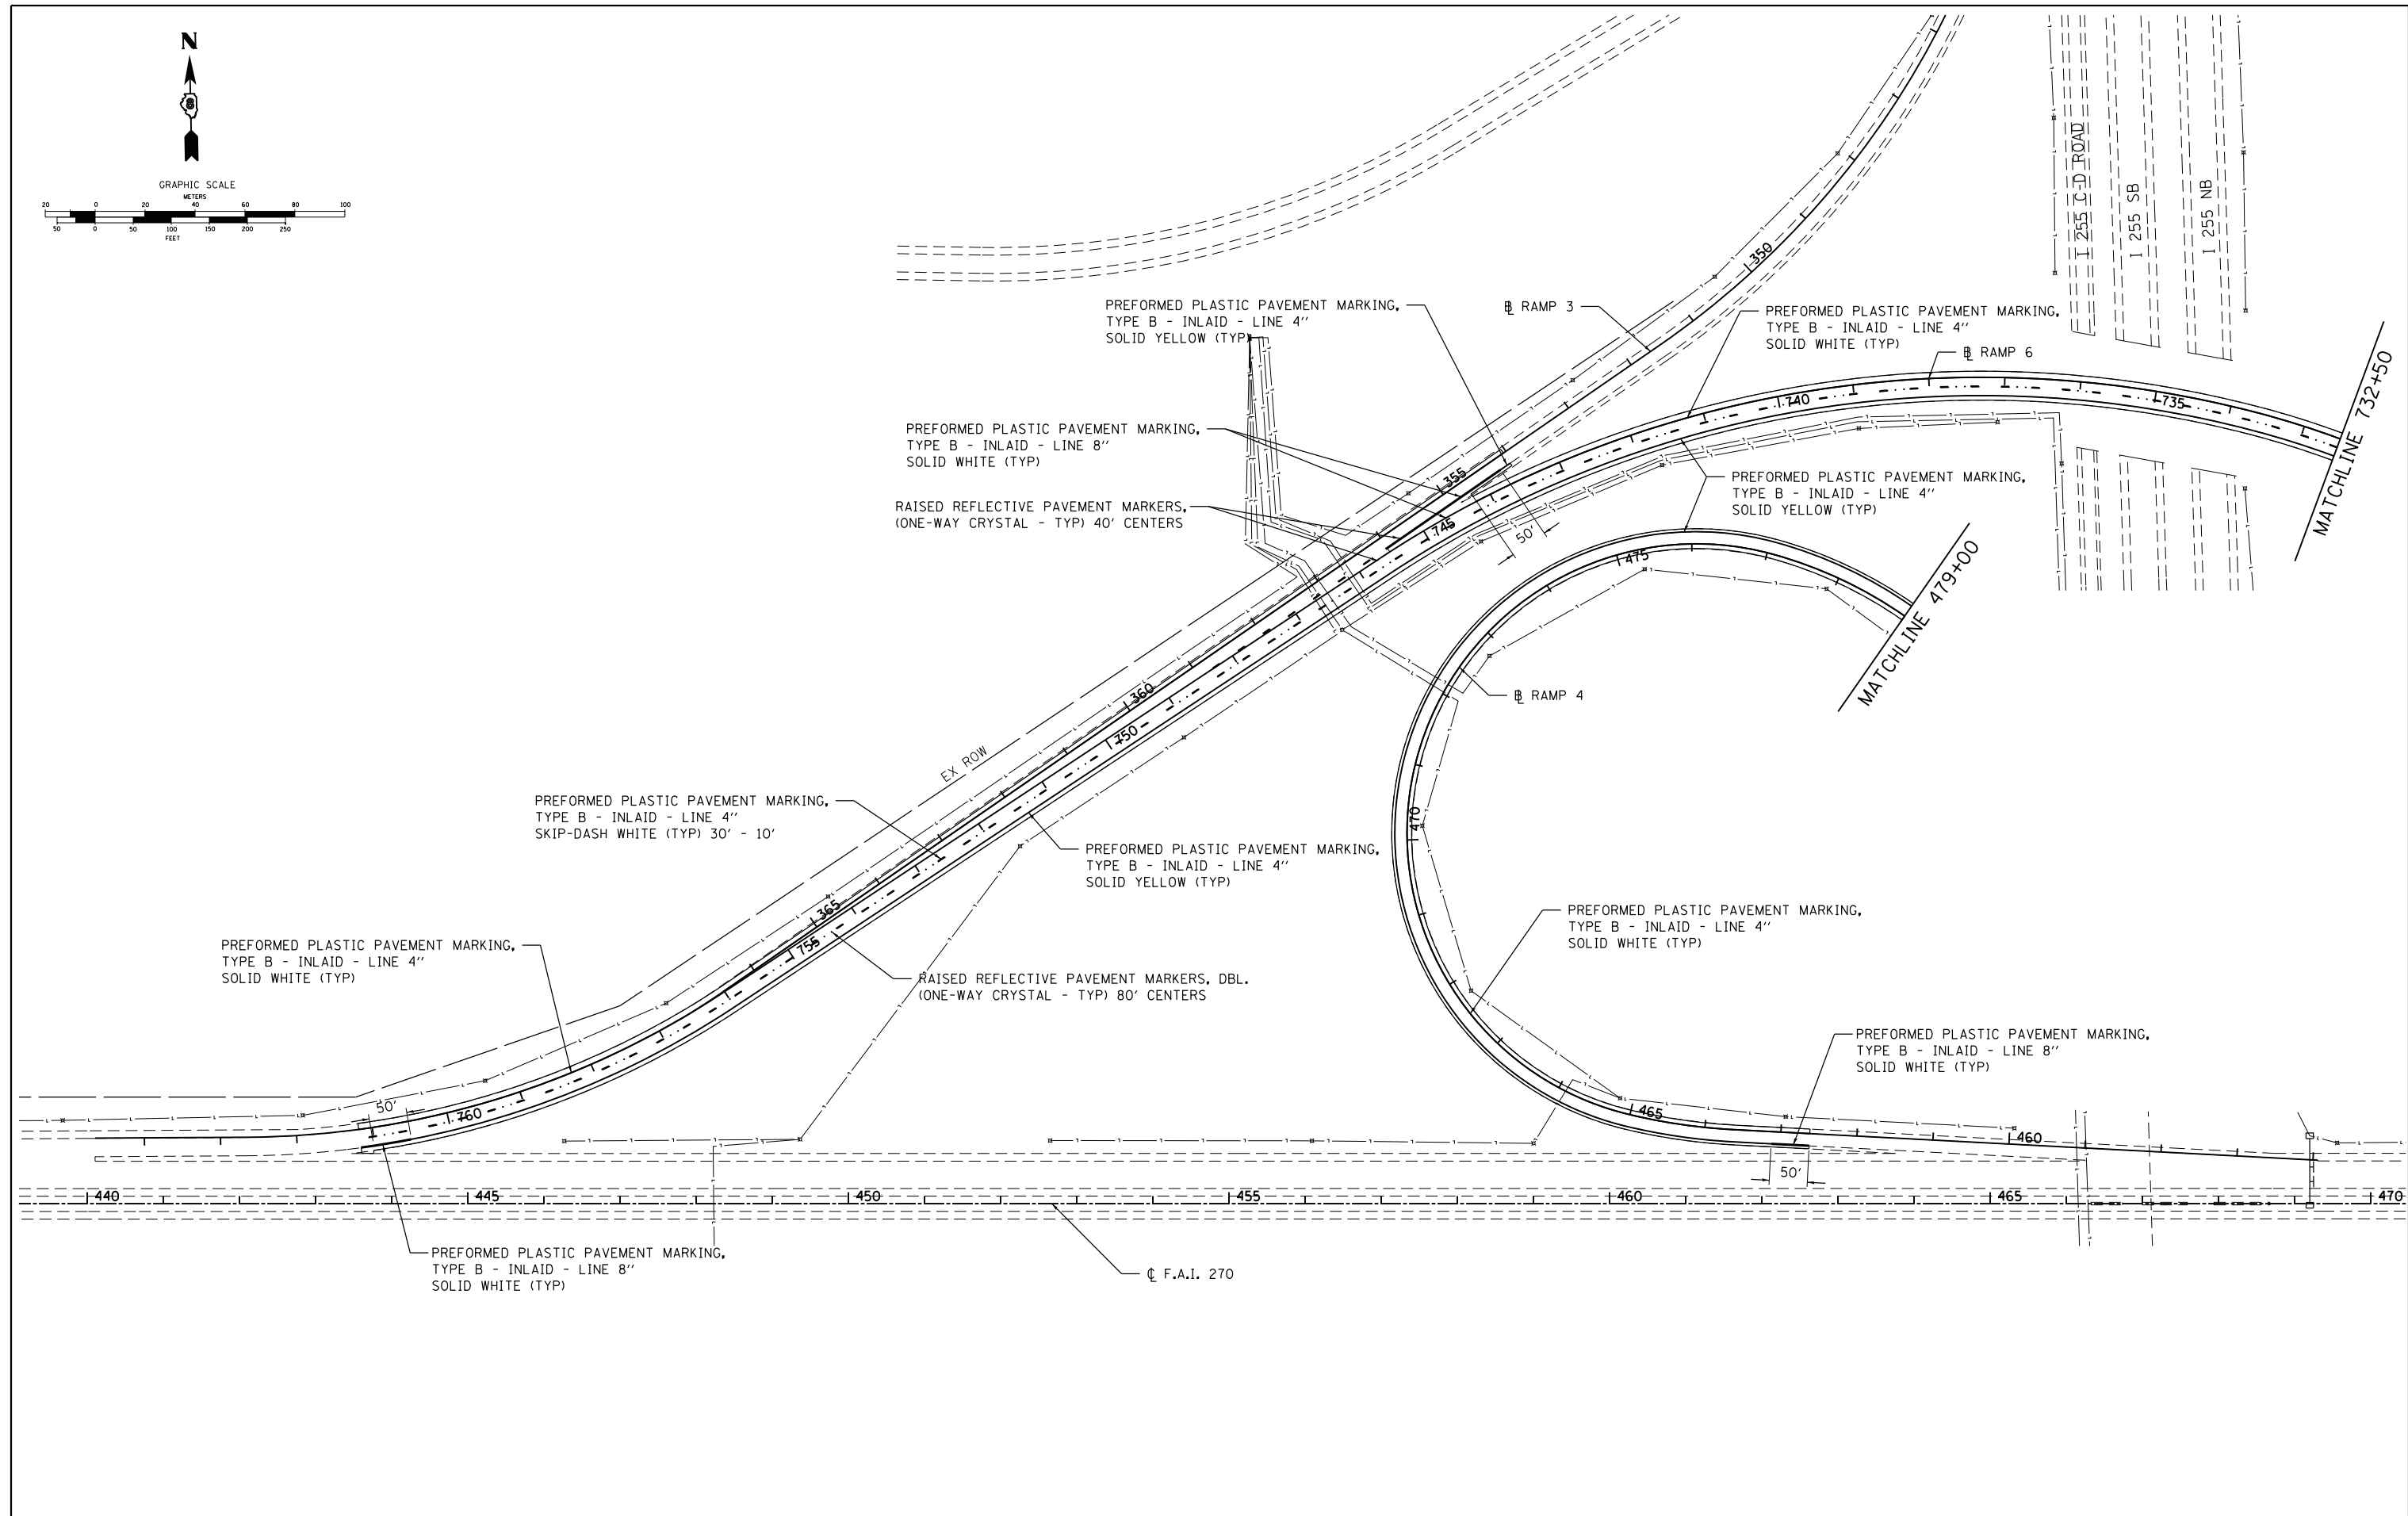 N
GRAPHIC SCALE
METERS
20 0 20 40 60 80 100
50 0 50 100 150 200 250
FEET
I 255 C-D ROAD
I 255 SB
I 255 NB
PREFORMED PLASTIC PAVEMENT MARKING,
TYPE B - INLAID - LINE 4''
SOLID YELLOW (TYP)
℄ RAMP 3
350
PREFORMED PLASTIC PAVEMENT MARKING,
TYPE B - INLAID - LINE 4''
SOLID WHITE (TYP)
℄ RAMP 6
MATCHLINE 732+50
740
735
PREFORMED PLASTIC PAVEMENT MARKING,
TYPE B - INLAID - LINE 8''
SOLID WHITE (TYP)
355
RAISED REFLECTIVE PAVEMENT MARKERS,
(ONE-WAY CRYSTAL - TYP) 40' CENTERS
745
50'
PREFORMED PLASTIC PAVEMENT MARKING,
TYPE B - INLAID - LINE 4''
SOLID YELLOW (TYP)
475
MATCHLINE 479+00
℄ RAMP 4
360
750
EX ROW
PREFORMED PLASTIC PAVEMENT MARKING,
TYPE B - INLAID - LINE 4''
SKIP-DASH WHITE (TYP) 30' - 10'
470
PREFORMED PLASTIC PAVEMENT MARKING,
TYPE B - INLAID - LINE 4''
SOLID YELLOW (TYP)
365
755
PREFORMED PLASTIC PAVEMENT MARKING,
TYPE B - INLAID - LINE 4''
SOLID WHITE (TYP)
PREFORMED PLASTIC PAVEMENT MARKING,
TYPE B - INLAID - LINE 4''
SOLID WHITE (TYP)
RAISED REFLECTIVE PAVEMENT MARKERS, DBL.
(ONE-WAY CRYSTAL - TYP) 80' CENTERS
PREFORMED PLASTIC PAVEMENT MARKING,
TYPE B - INLAID - LINE 8''
SOLID WHITE (TYP)
50'
760
465
460
50'
440 445 450 455 460 465 470
PREFORMED PLASTIC PAVEMENT MARKING,
TYPE B - INLAID - LINE 8''
SOLID WHITE (TYP)
℄ F.A.I. 270